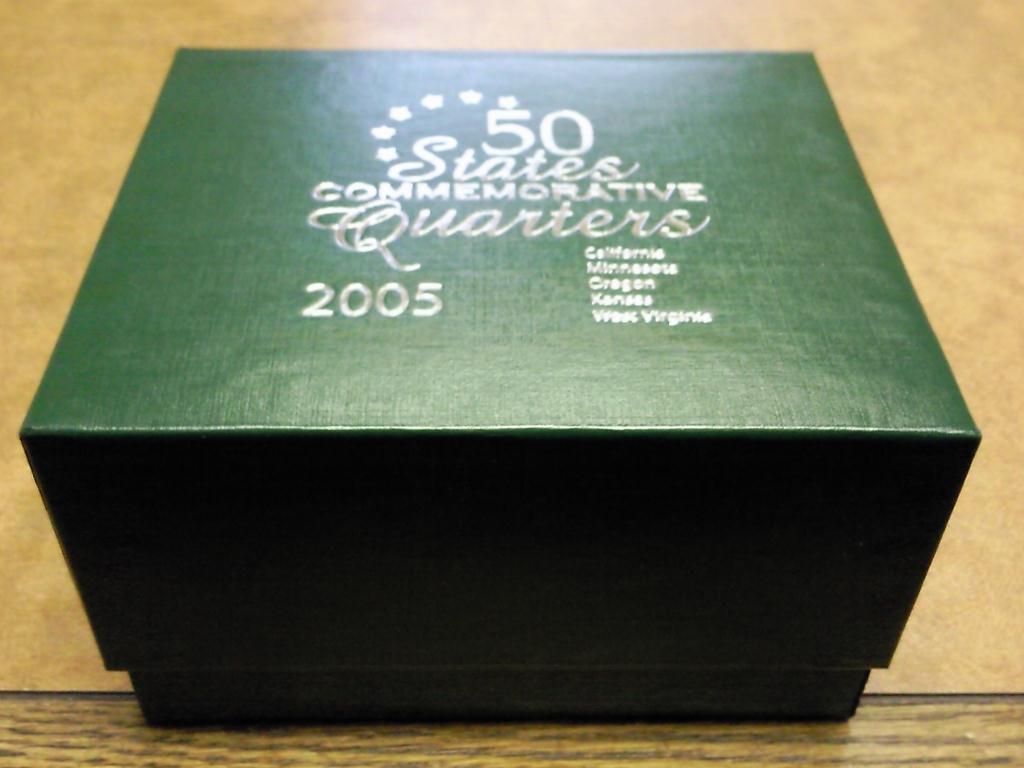 50
States
COMMEMORATIVE
Quarters
California
Minnesota
Oregon
Kansas
West Virginia
2005